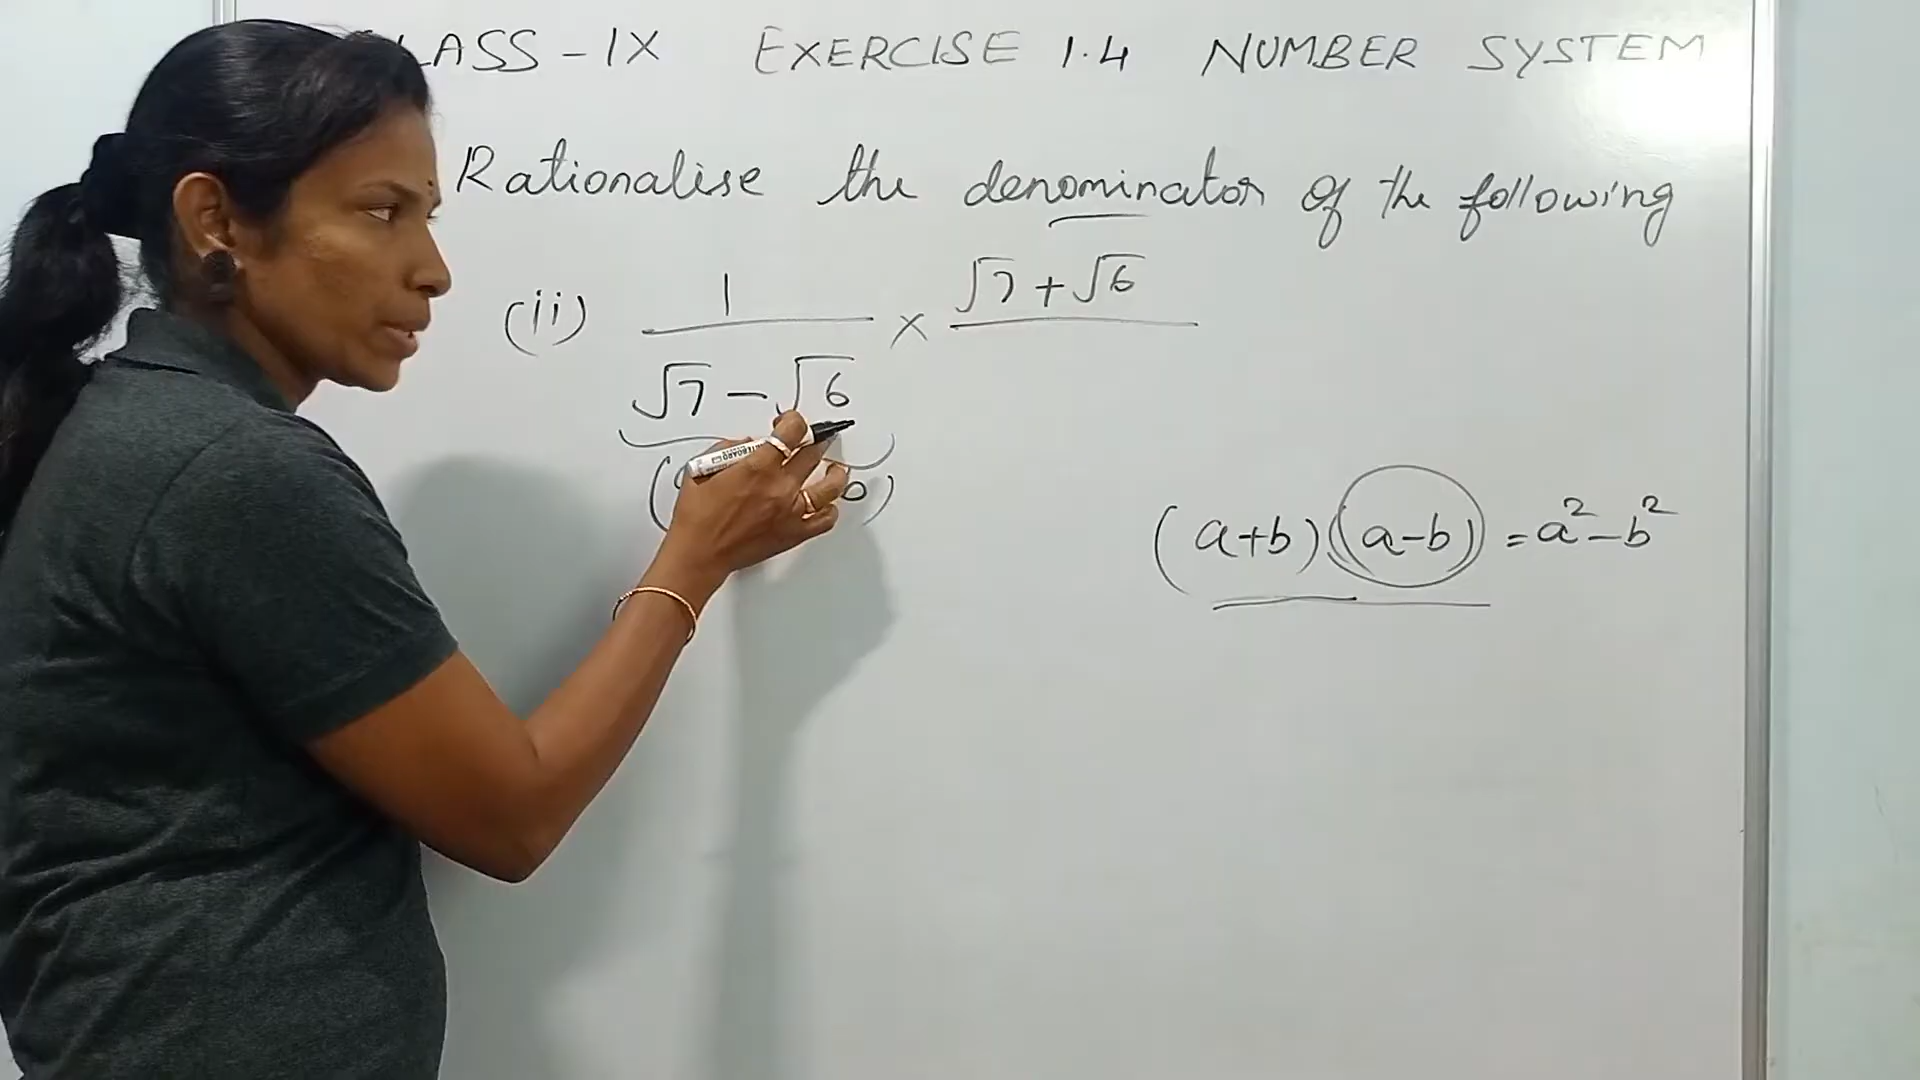 LASS - IX EXERCISE 1.4 NUMBER SYSTEM
Rationalise the denominator of the following
(ii) 1 / √7 - √6 × √7 + √6
(a+b)(a-b) = a² - b²